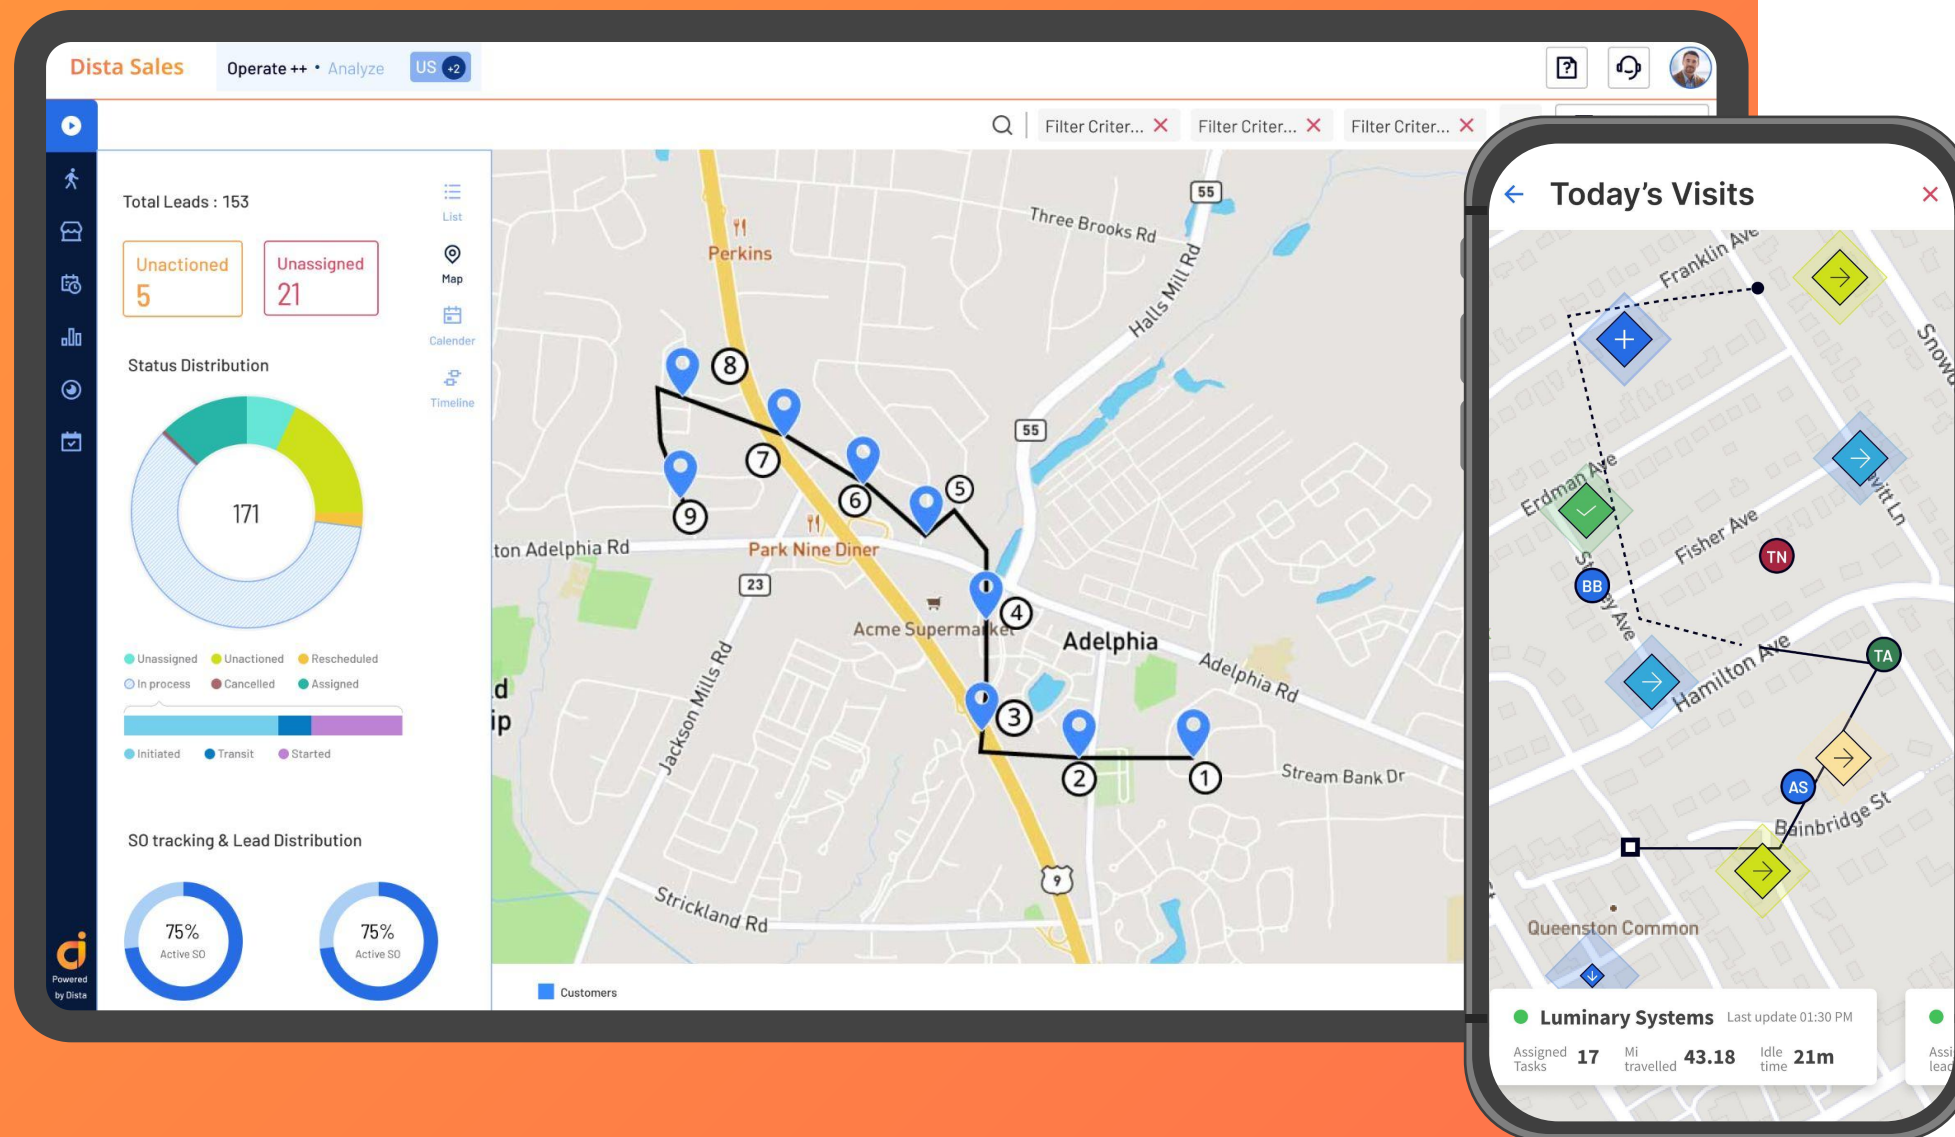 Dista Sales
Operate ++ • Analyze
US +2
Filter Criter...
Filter Criter...
Filter Criter...
Total Leads : 153
Unactioned
5
Unassigned
21
List
Map
Calender
Timeline
Status Distribution
171
Unassigned
Unactioned
Rescheduled
In process
Cancelled
Assigned
Initiated
Transit
Started
SO tracking & Lead Distribution
75%
Active SO
75%
Active SO
Powered
by Dista
Perkins
Three Brooks Rd
55
Halls Mill Rd
55
8
7
6
5
9
ton Adelphia Rd
Park Nine Diner
23
Acme Supermarket
4
Adelphia
Adelphia Rd
d
ip
Jackson Mills Rd
3
2
1
Stream Bank Dr
9
Strickland Rd
Customers
Today's Visits
Franklin Ave
Erdman Ave
Fisher Ave
TN
BB
Hamilton Ave
TA
AS
Bainbridge St
Queenston Common
Luminary Systems
Last update 01:30 PM
Assigned
Tasks
17
Mi
travelled
43.18
Idle
time
21m
Assi
lead